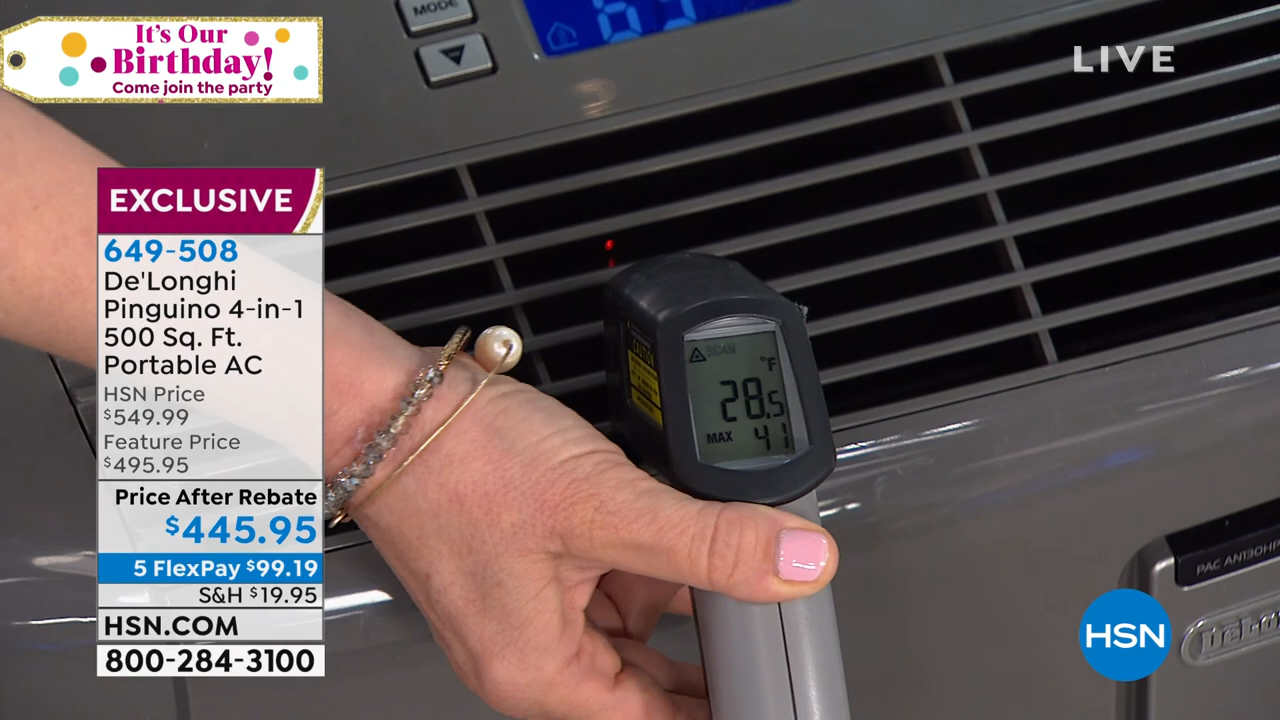 It's Our
Birthday!
Come join the party
LIVE
MODE
EXCLUSIVE
649-508
De'Longhi
Pinguino 4-in-1
500 Sq. Ft.
Portable AC
HSN Price
$549.99
Feature Price
$495.95
Price After Rebate
$445.95
5 FlexPay $99.19
S&H $19.95
HSN.COM
800-284-3100
SCAN
°F
28.5
MAX 41
CAUTION
PAC AN130HP
HSN